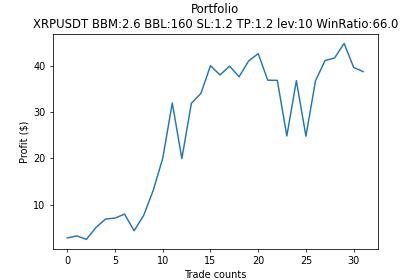 Portfolio
XRPUSDT BBM:2.6 BBL:160 SL:1.2 TP:1.2 lev:10 WinRatio:66.0
40
30
20
10
Profit ($)
0 5 10 15 20 25 30
Trade counts